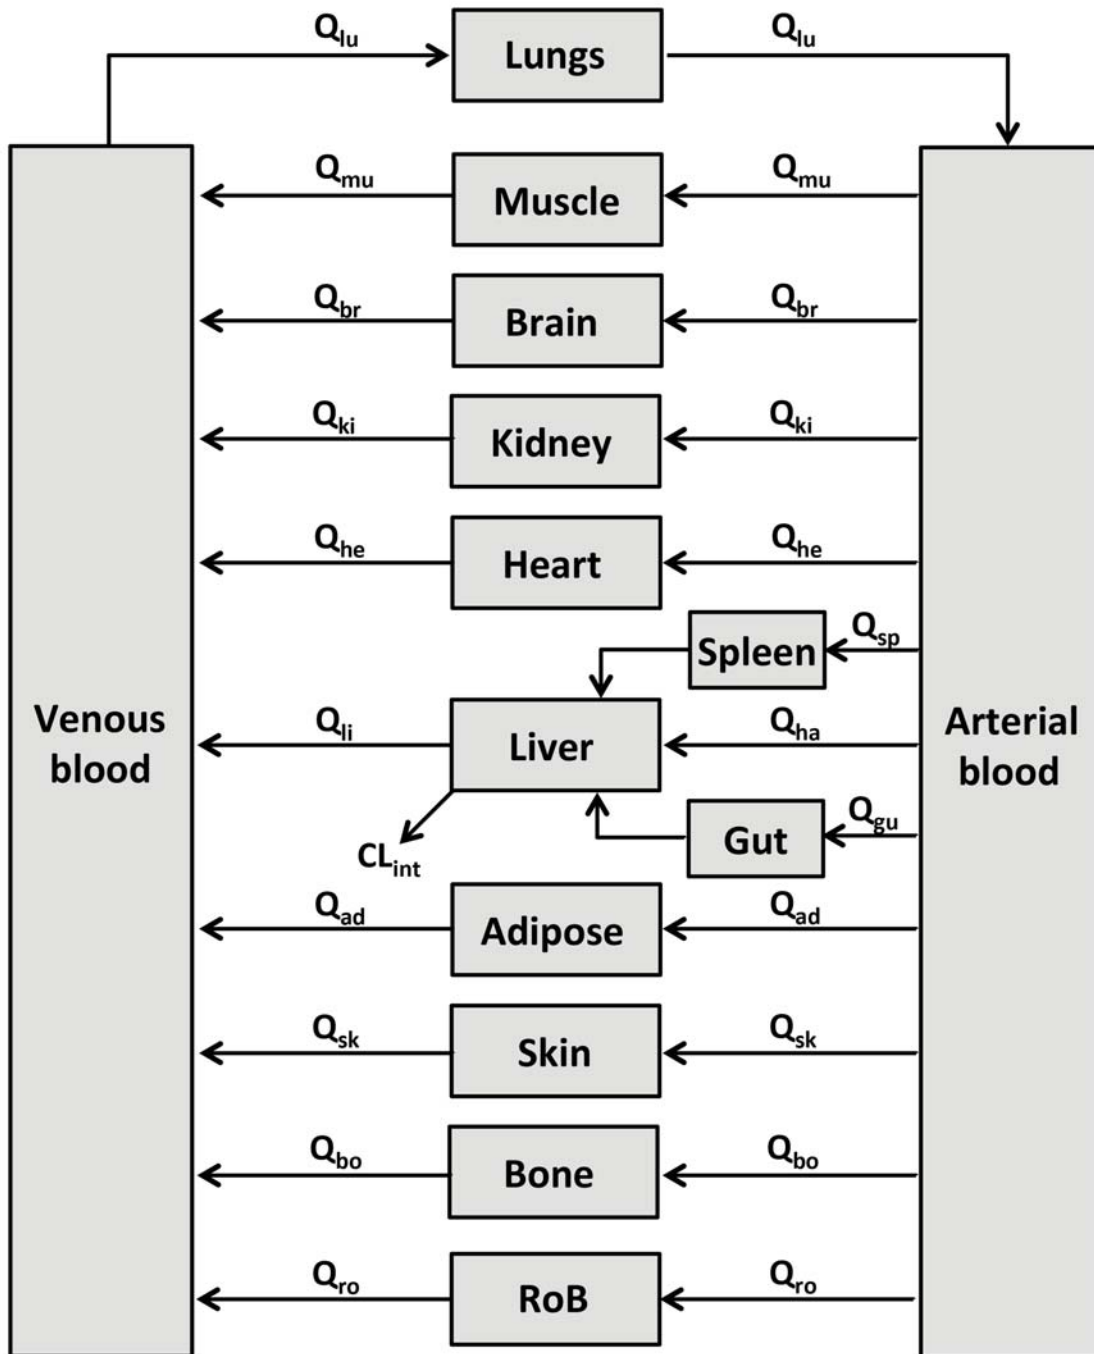 Q_lu Lungs Q_lu
Q_mu Muscle Q_mu
Q_br Brain Q_br
Q_ki Kidney Q_ki
Q_he Heart Q_he
Spleen Q_sp
Venous
blood
Q_li Liver Q_ha
Arterial
blood
CL_int
Gut Q_gu
Q_ad Adipose Q_ad
Q_sk Skin Q_sk
Q_bo Bone Q_bo
Q_ro RoB Q_ro